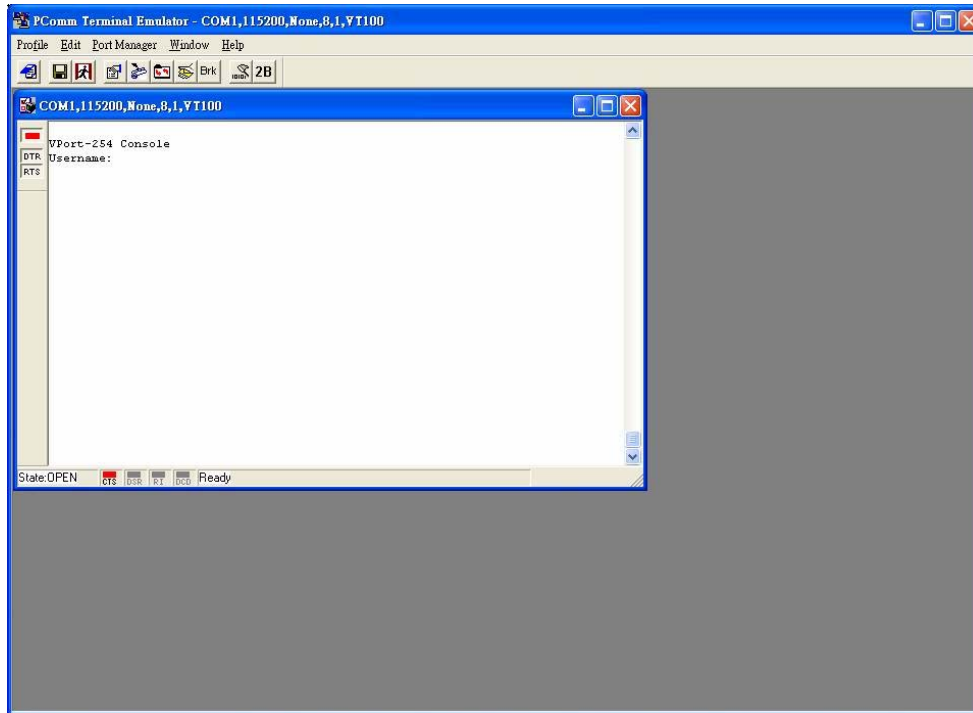 PComm Terminal Emulator - COM1,115200,None,8,1,VT100
Profile Edit Port Manager Window Help
Brk 2B
COM1,115200,None,8,1,VT100
VPort-254 Console
DTR Username:
RTS
State:OPEN CTS DSR RI DCD Ready